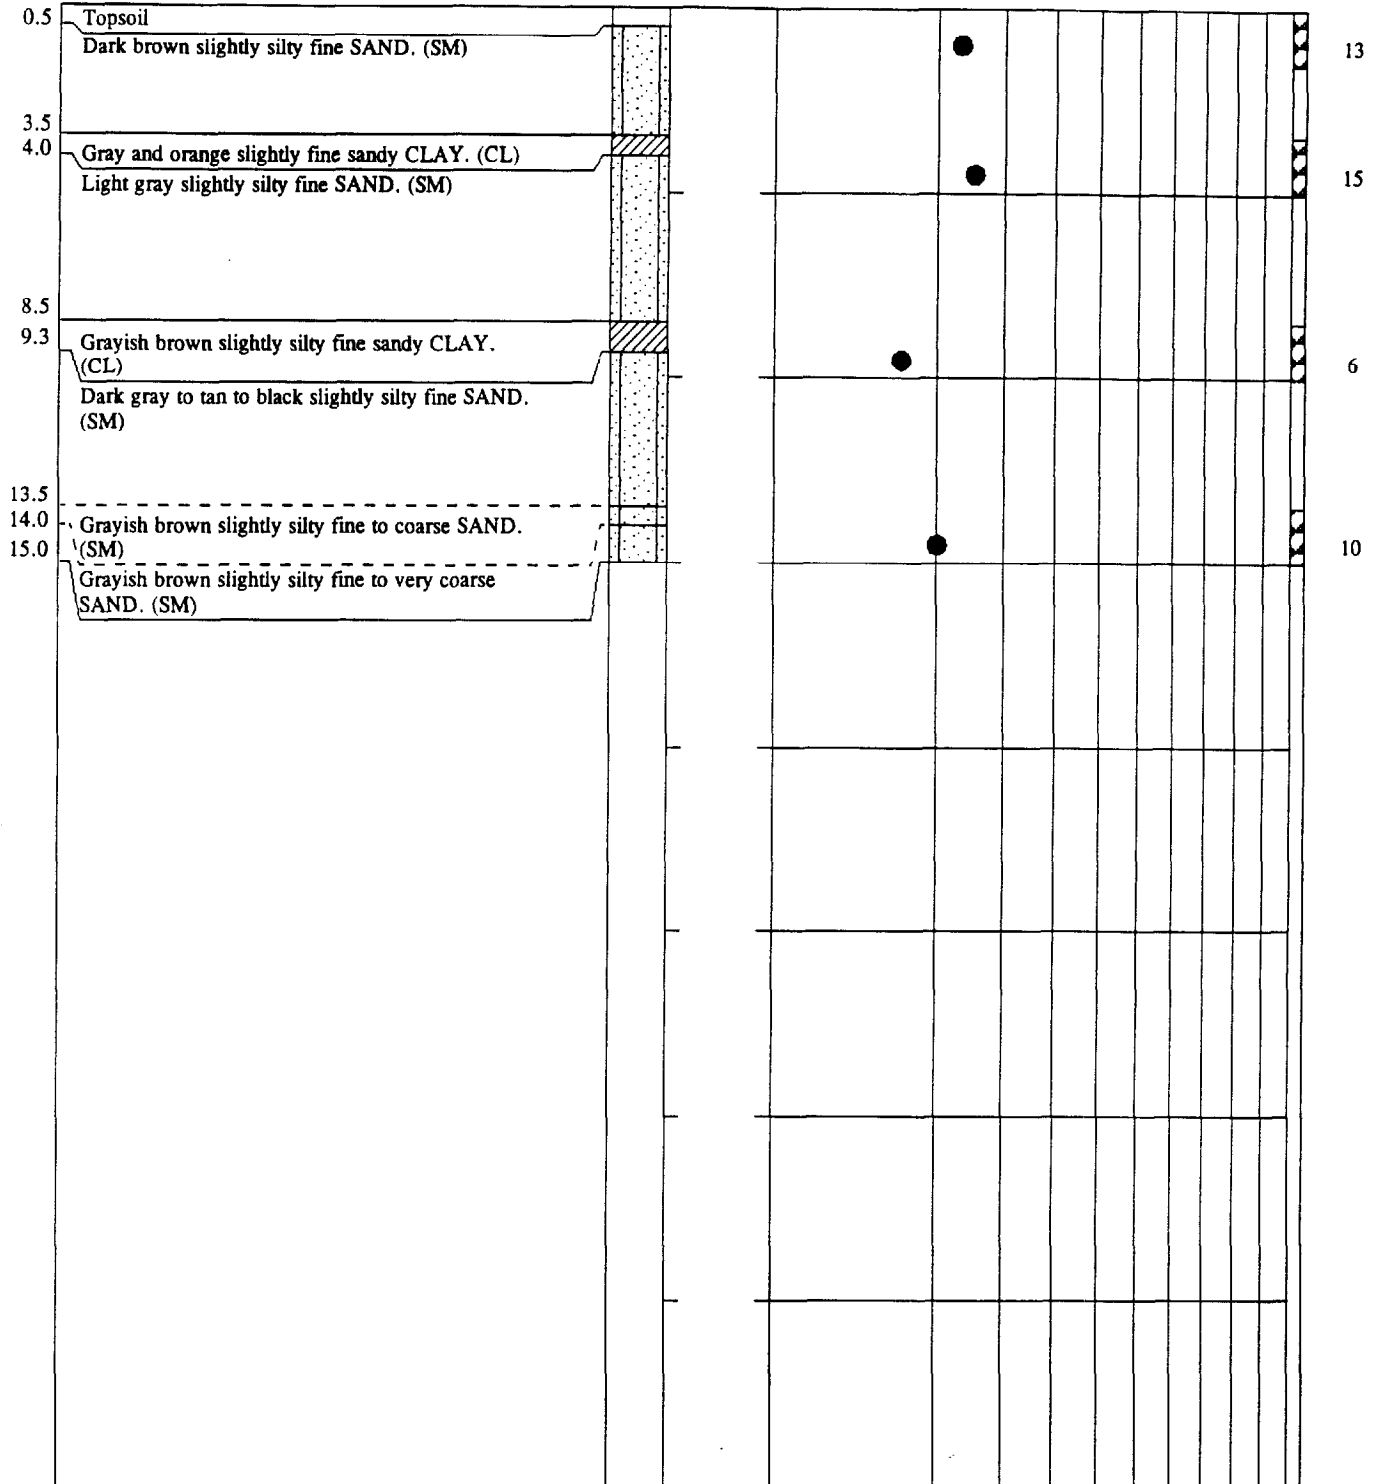 0.5 Topsoil
Dark brown slightly silty fine SAND. (SM) 13
3.5
4.0 Gray and orange slightly fine sandy CLAY. (CL)
Light gray slightly silty fine SAND. (SM) 15
8.5
9.3 Grayish brown slightly silty fine sandy CLAY.
(CL) 6
Dark gray to tan to black slightly silty fine SAND.
(SM)
13.5
14.0 Grayish brown slightly silty fine to coarse SAND.
15.0 (SM) 10
Grayish brown slightly silty fine to very coarse
SAND. (SM)